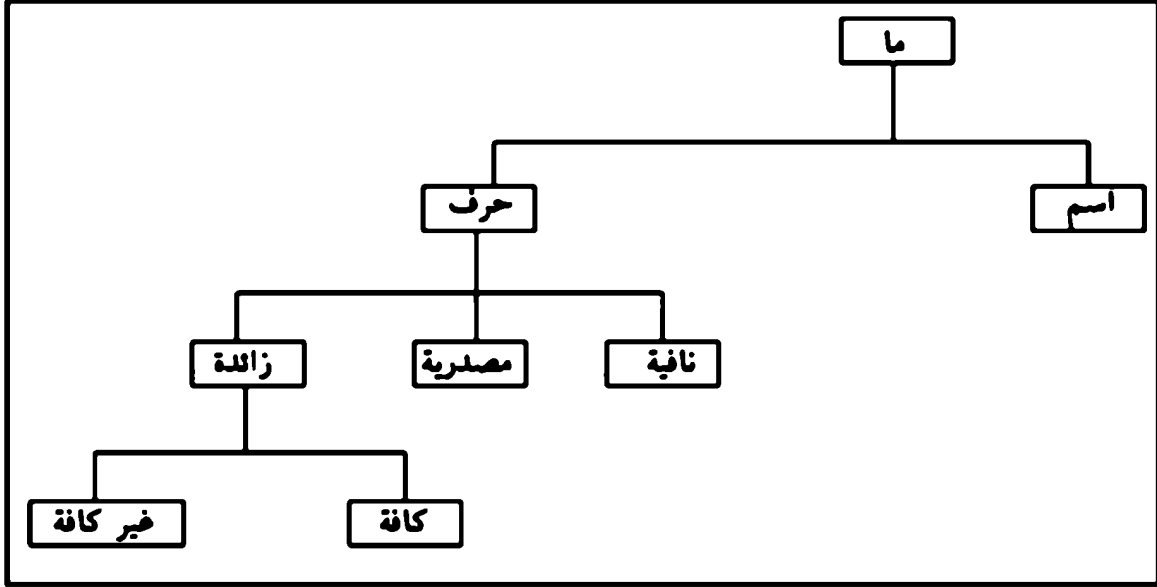 ما
اسم
حرف
نافية
مصدرية
زائدة
كافة
غير كافة